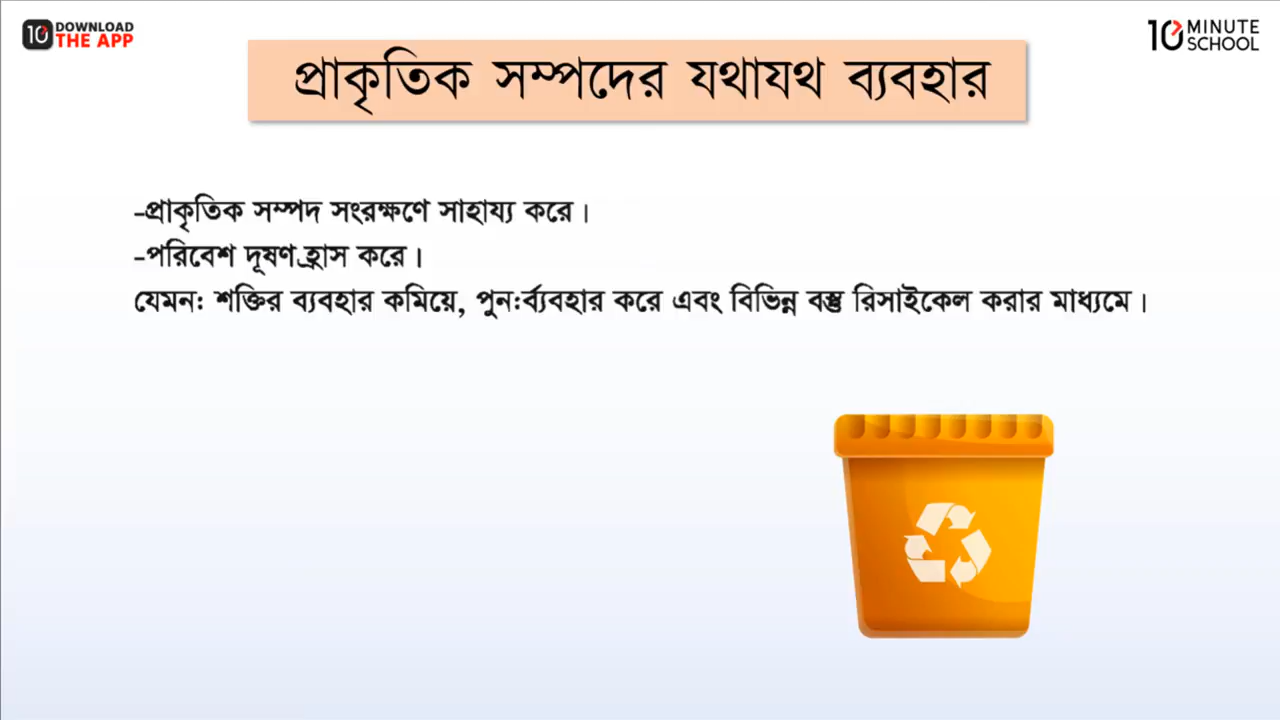 DOWNLOAD
THE APP
10 MINUTE
SCHOOL
প্রাকৃতিক সম্পদের যথাযথ ব্যবহার
-প্রাকৃতিক সম্পদ সংরক্ষণে সাহায্য করে।
-পরিবেশ দূষণ হ্রাস করে।
যেমন: শক্তির ব্যবহার কমিয়ে, পুন:র্ব্যবহার করে এবং বিভিন্ন বস্তু রিসাইকেল করার মাধ্যমে।